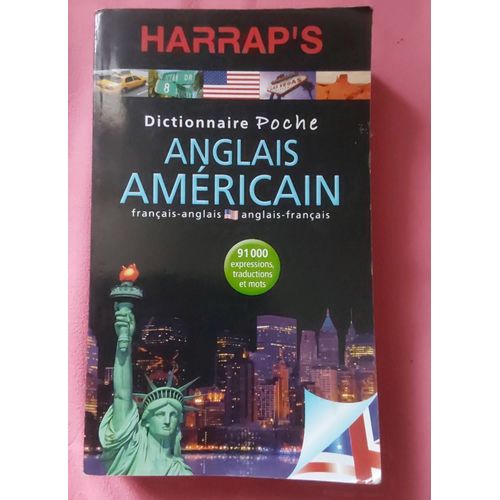 HARRAP'S
Dictionnaire Poche
ANGLAIS
AMÉRICAIN
français-anglais anglais-français
91 000
expressions,
traductions
et mots